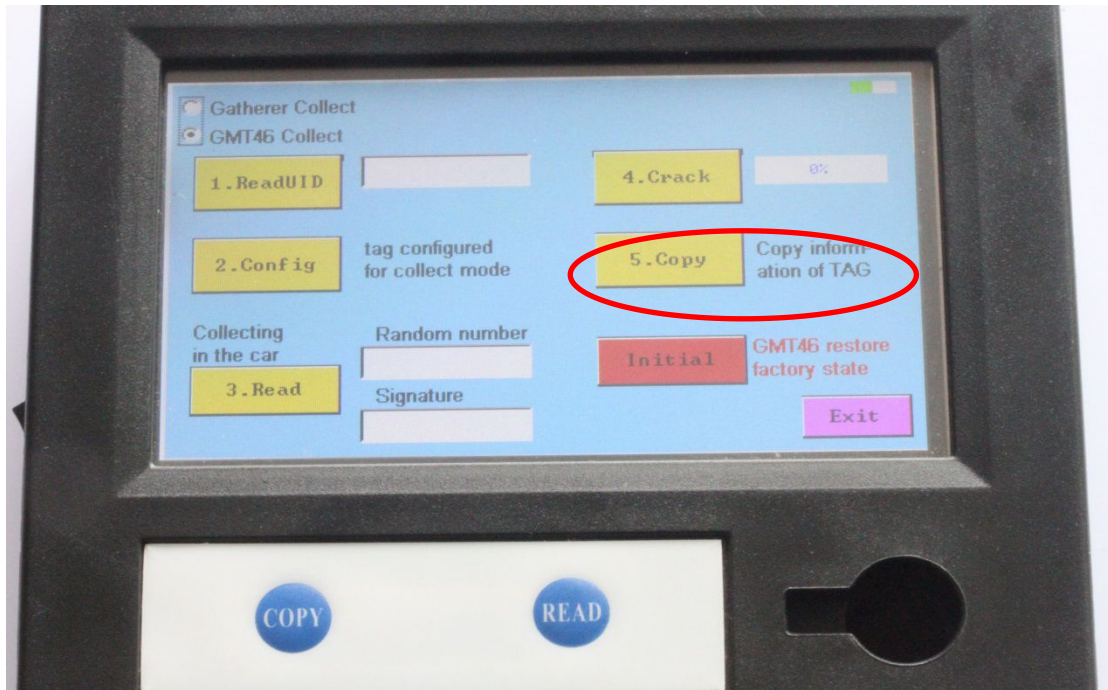 Gatherer Collect
GMT46 Collect
1.ReadUID
4.Crack
0%
2.Config
tag configured
for collect mode
5.Copy
Copy inform-
ation of TAG
Collecting
in the car
3.Read
Random number
Signature
Initial
GMT46 restore
factory state
Exit
COPY
READ